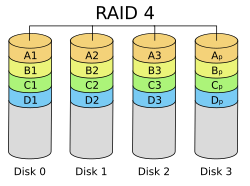 RAID 4
A1 A2 A3 Ap
B1 B2 B3 Bp
C1 C2 C3 Cp
D1 D2 D3 Dp
Disk 0 Disk 1 Disk 2 Disk 3